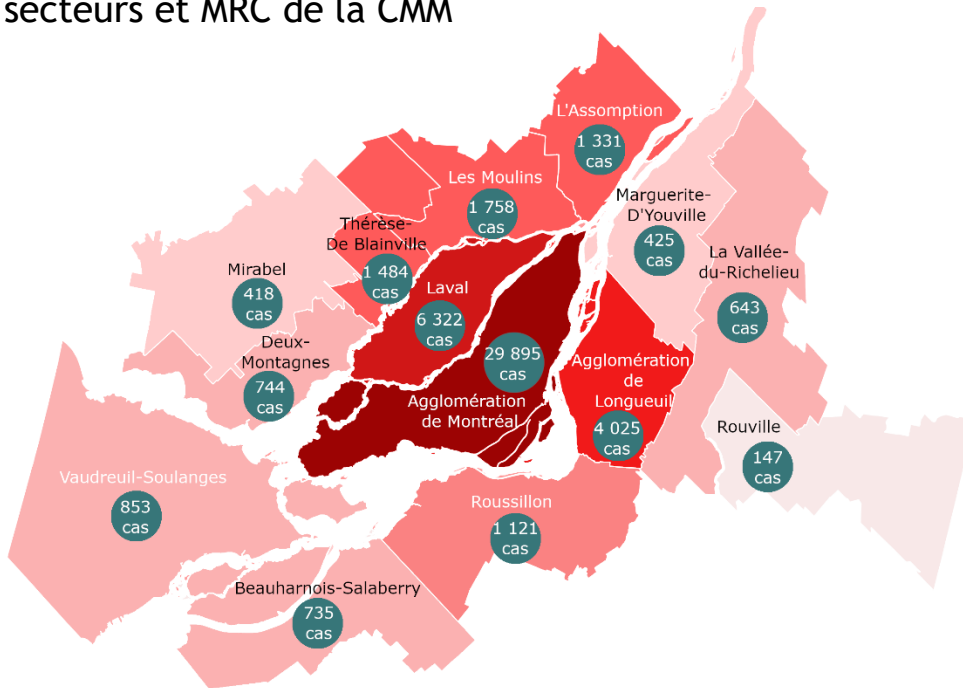 secteurs et MRC de la CMM
L'Assomption
1 331
cas
Les Moulins
1 758
cas
Marguerite-
D'Youville
425
cas
Thérèse-
De Blainville
1 484
cas
La Vallée-
du-Richelieu
643
cas
Mirabel
418
cas
Laval
6 322
cas
Deux-
Montagnes
744
cas
29 895
cas
Agglomération
de Montréal
Agglomération
de
Longueuil
4 025
cas
Rouville
147
cas
Vaudreuil-Soulanges
853
cas
Roussillon
1 121
cas
Beauharnois-Salaberry
735
cas